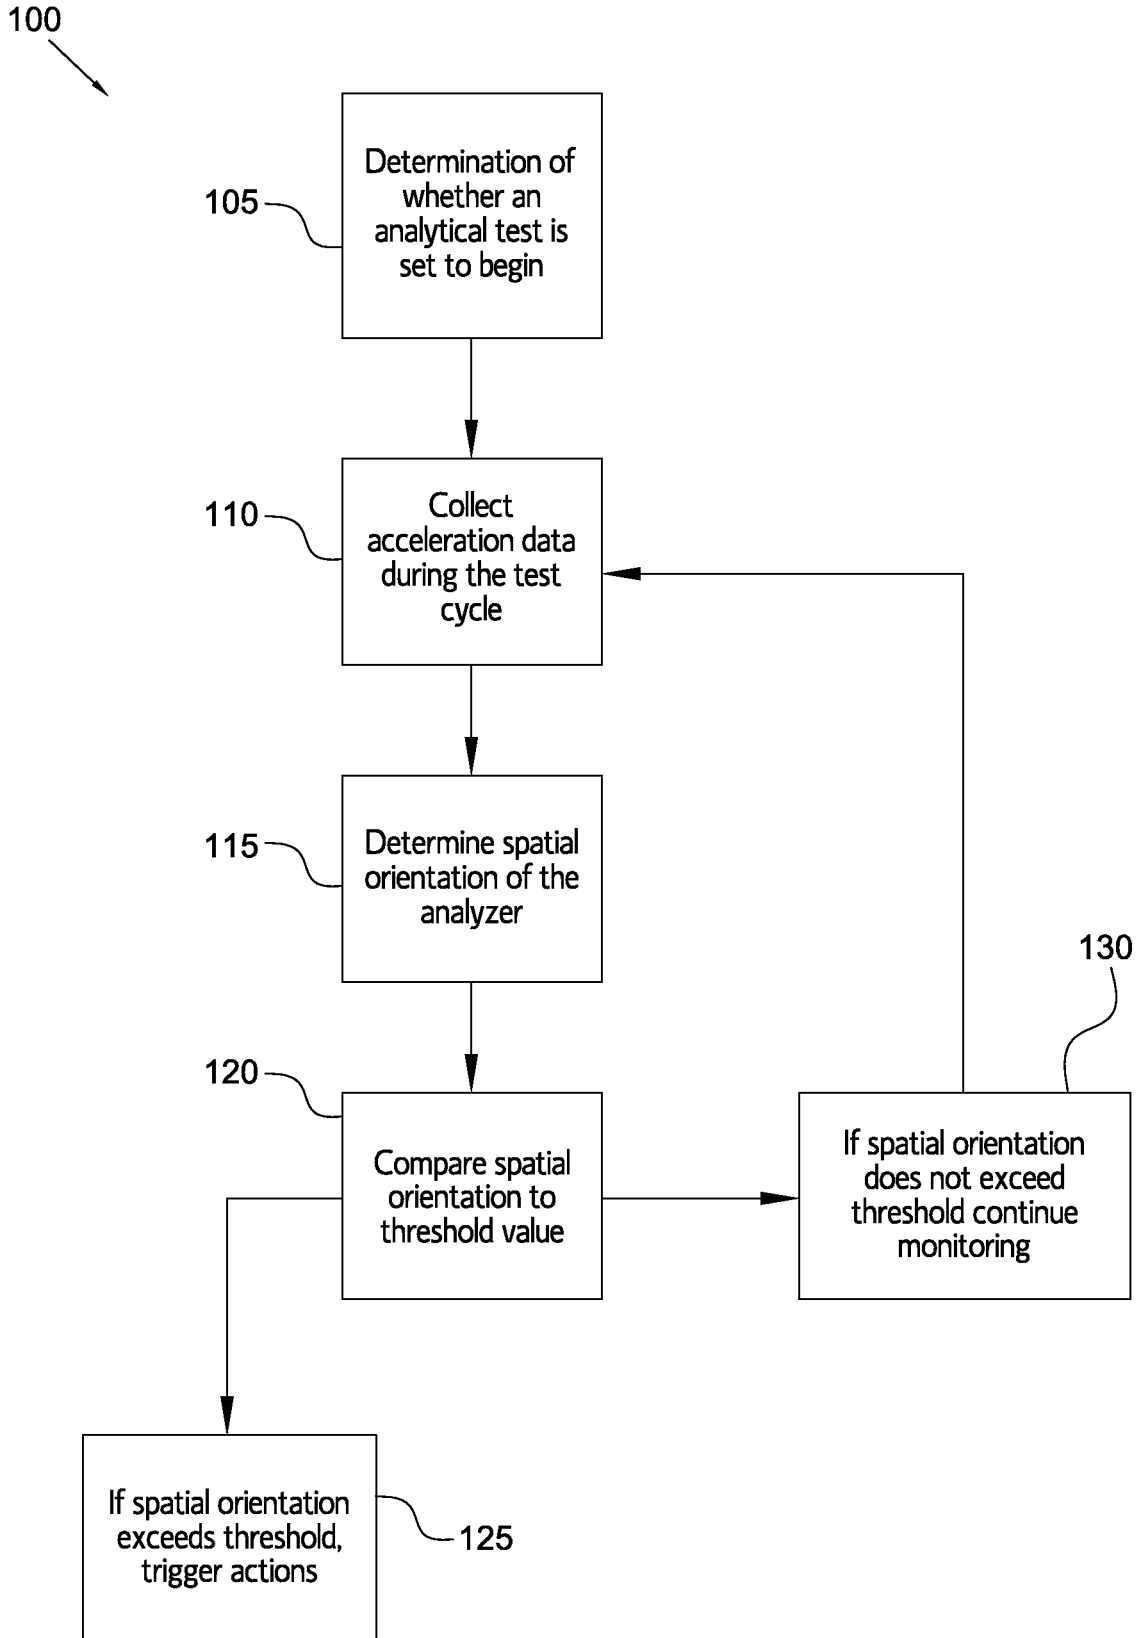 100
105
Determination of
whether an
analytical test is
set to begin
110
Collect
acceleration data
during the test
cycle
115
Determine spatial
orientation of the
analyzer
120
Compare spatial
orientation to
threshold value
130
If spatial orientation
does not exceed
threshold continue
monitoring
If spatial orientation
exceeds threshold,
trigger actions
125